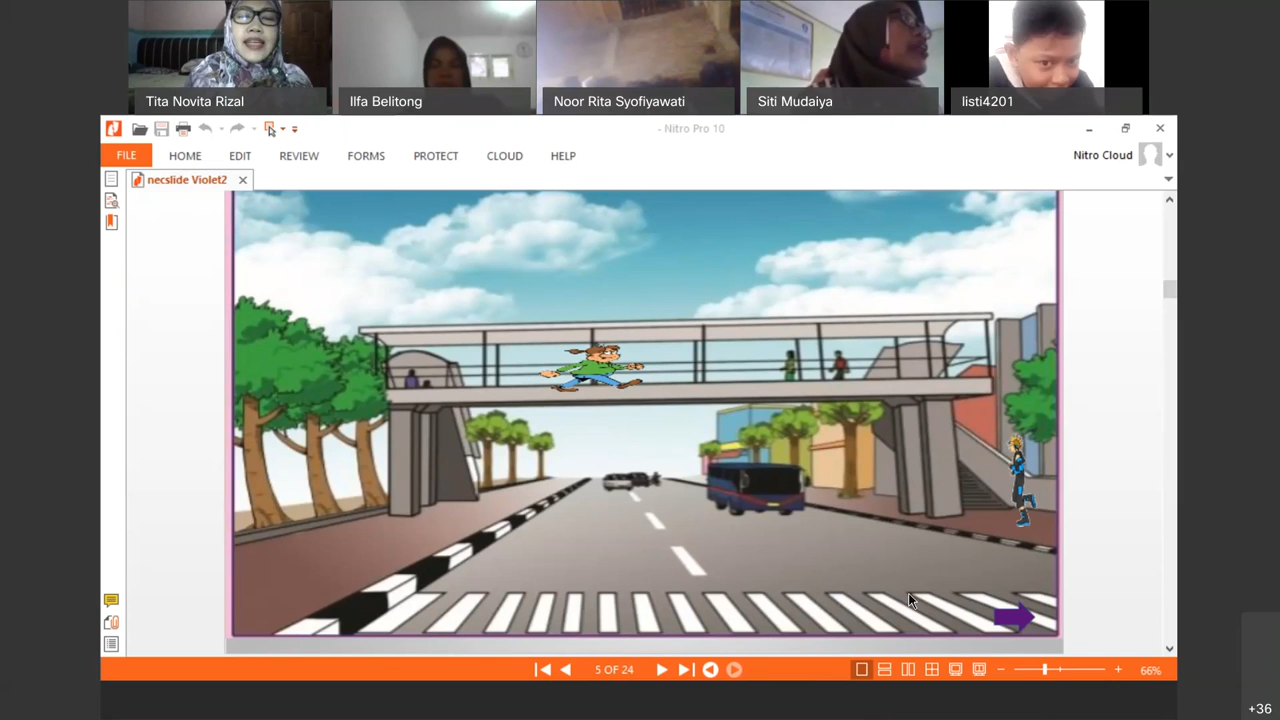 Tita Novita Rizal
Ilfa Belitong
Noor Rita Syofiyawati
Siti Mudaiya
listi4201
- Nitro Pro 10
FILE HOME EDIT REVIEW FORMS PROTECT CLOUD HELP
Nitro Cloud
necslide Violet2
5 OF 24
66%
+36